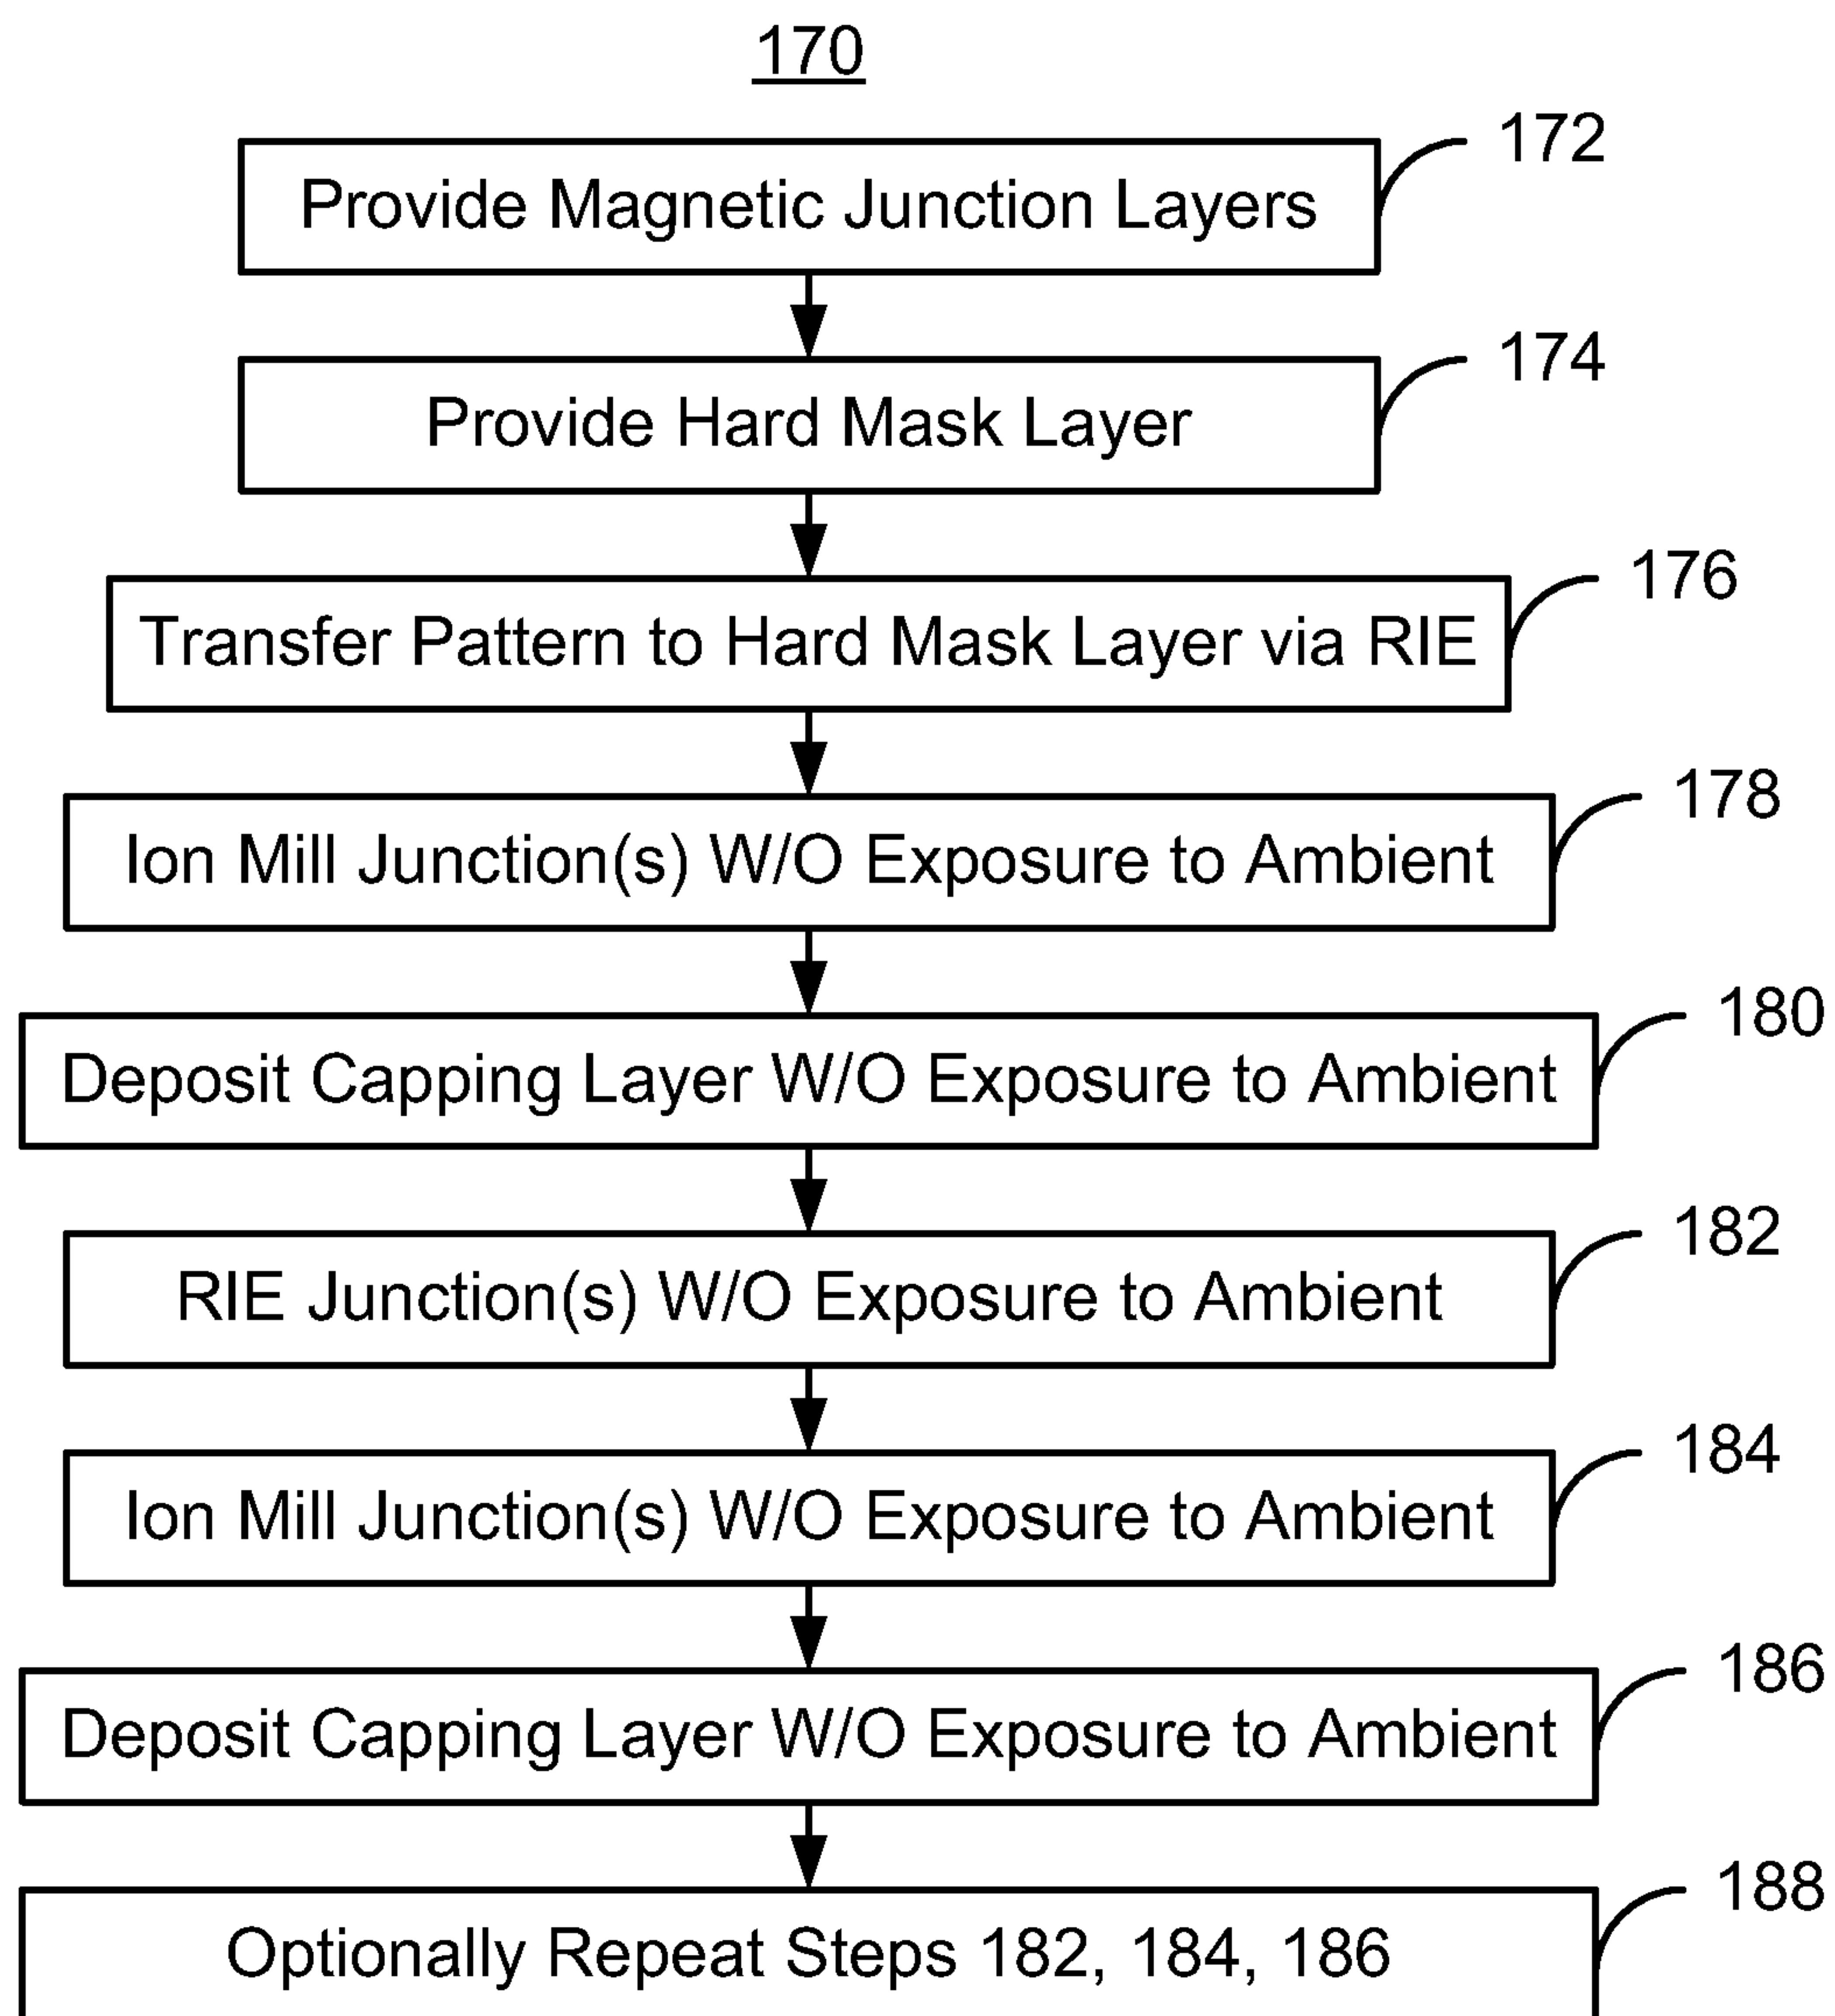 170
Provide Magnetic Junction Layers
172
Provide Hard Mask Layer
174
Transfer Pattern to Hard Mask Layer via RIE
176
Ion Mill Junction(s) W/O Exposure to Ambient
178
Deposit Capping Layer W/O Exposure to Ambient
180
RIE Junction(s) W/O Exposure to Ambient
182
Ion Mill Junction(s) W/O Exposure to Ambient
184
Deposit Capping Layer W/O Exposure to Ambient
186
Optionally Repeat Steps 182, 184, 186
188